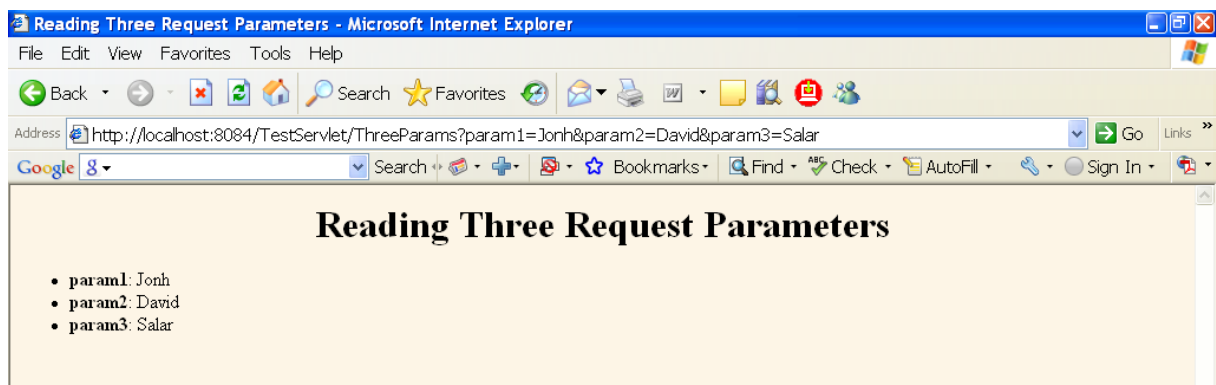 Reading Three Request Parameters - Microsoft Internet Explorer
File Edit View Favorites Tools Help
Back Search Favorites W
Address http://localhost:8084/TestServlet/ThreeParams?param1=Jonh&param2=David&param3=Salar Go Links »
Google g Search Bookmarks Find ABC Check AutoFill Sign In
Reading Three Request Parameters
• param1: Jonh
• param2: David
• param3: Salar